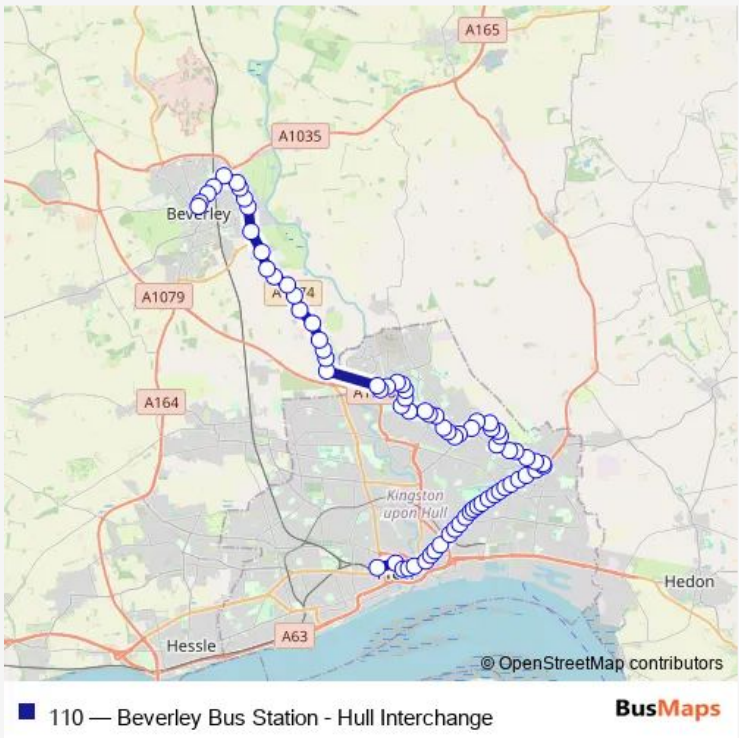 A165
A1035
Beverley
A1079
A164
Kingston
upon Hull
Hedon
Hessle
A63
© OpenStreetMap contributors
110 — Beverley Bus Station - Hull Interchange
BusMaps